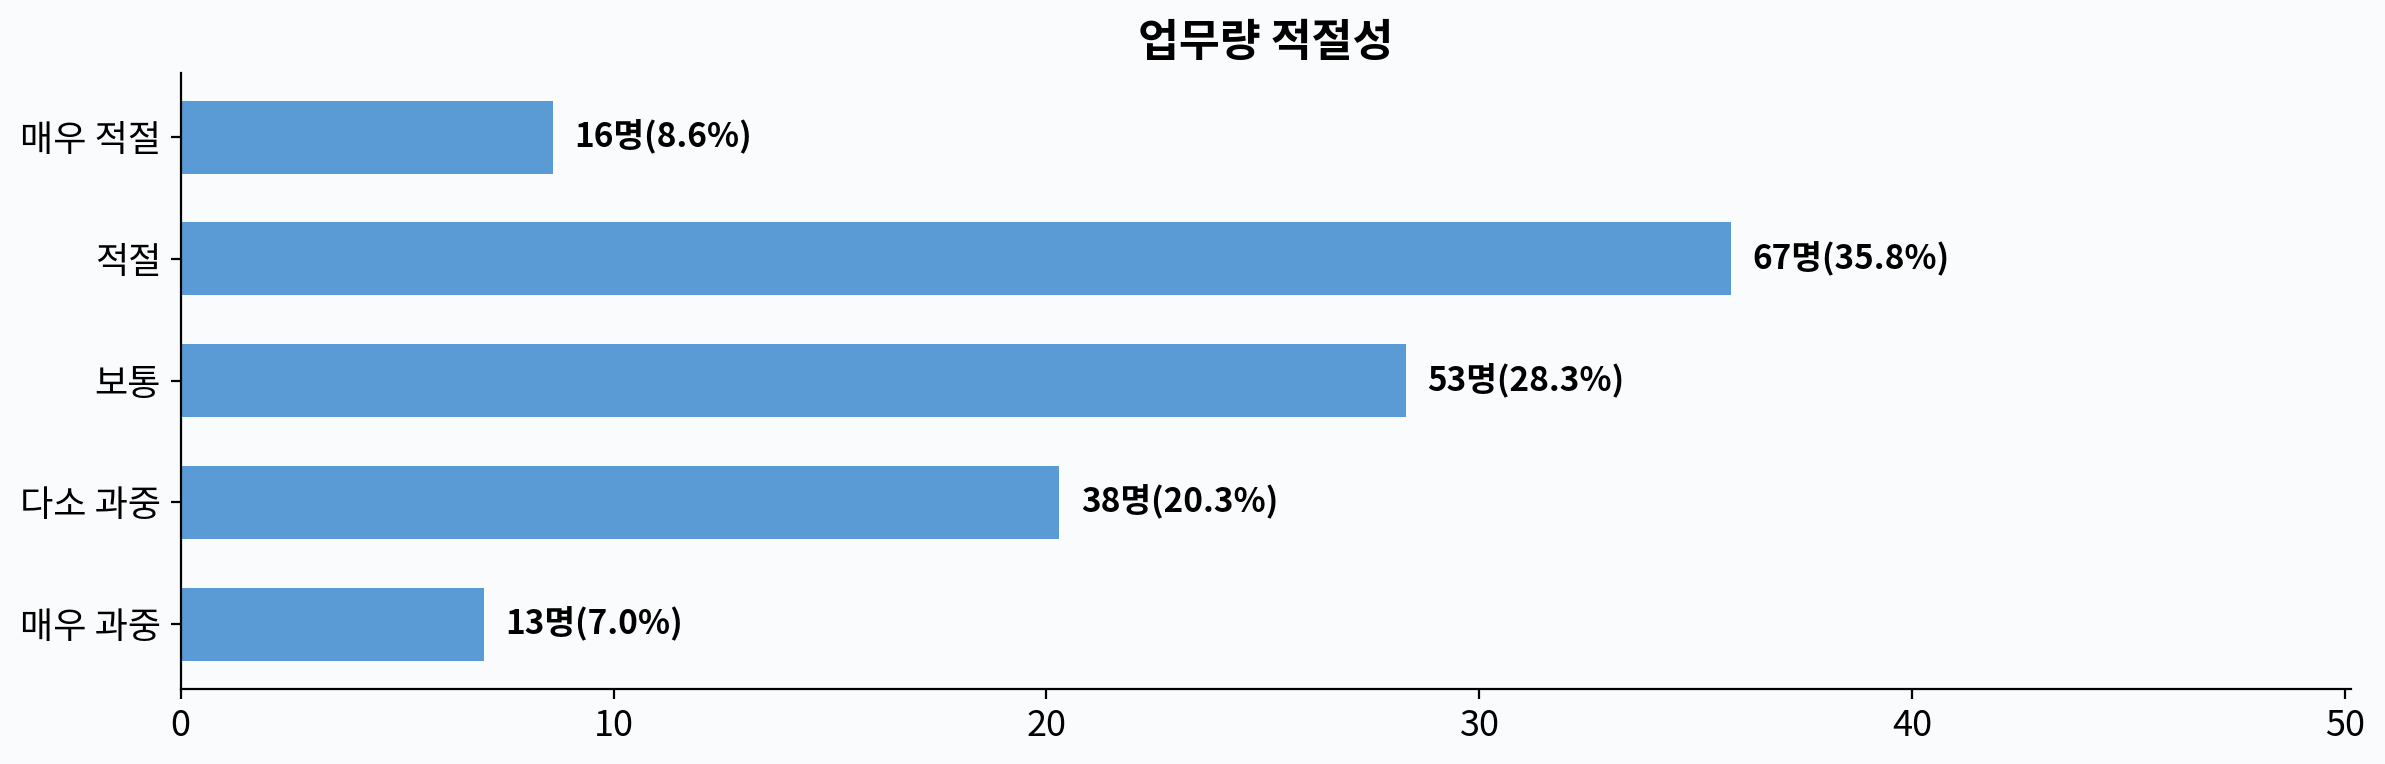 업무량 적절성
매우 적절 16명(8.6%)
적절 67명(35.8%)
보통 53명(28.3%)
다소 과중 38명(20.3%)
매우 과중 13명(7.0%)
0 10 20 30 40 50